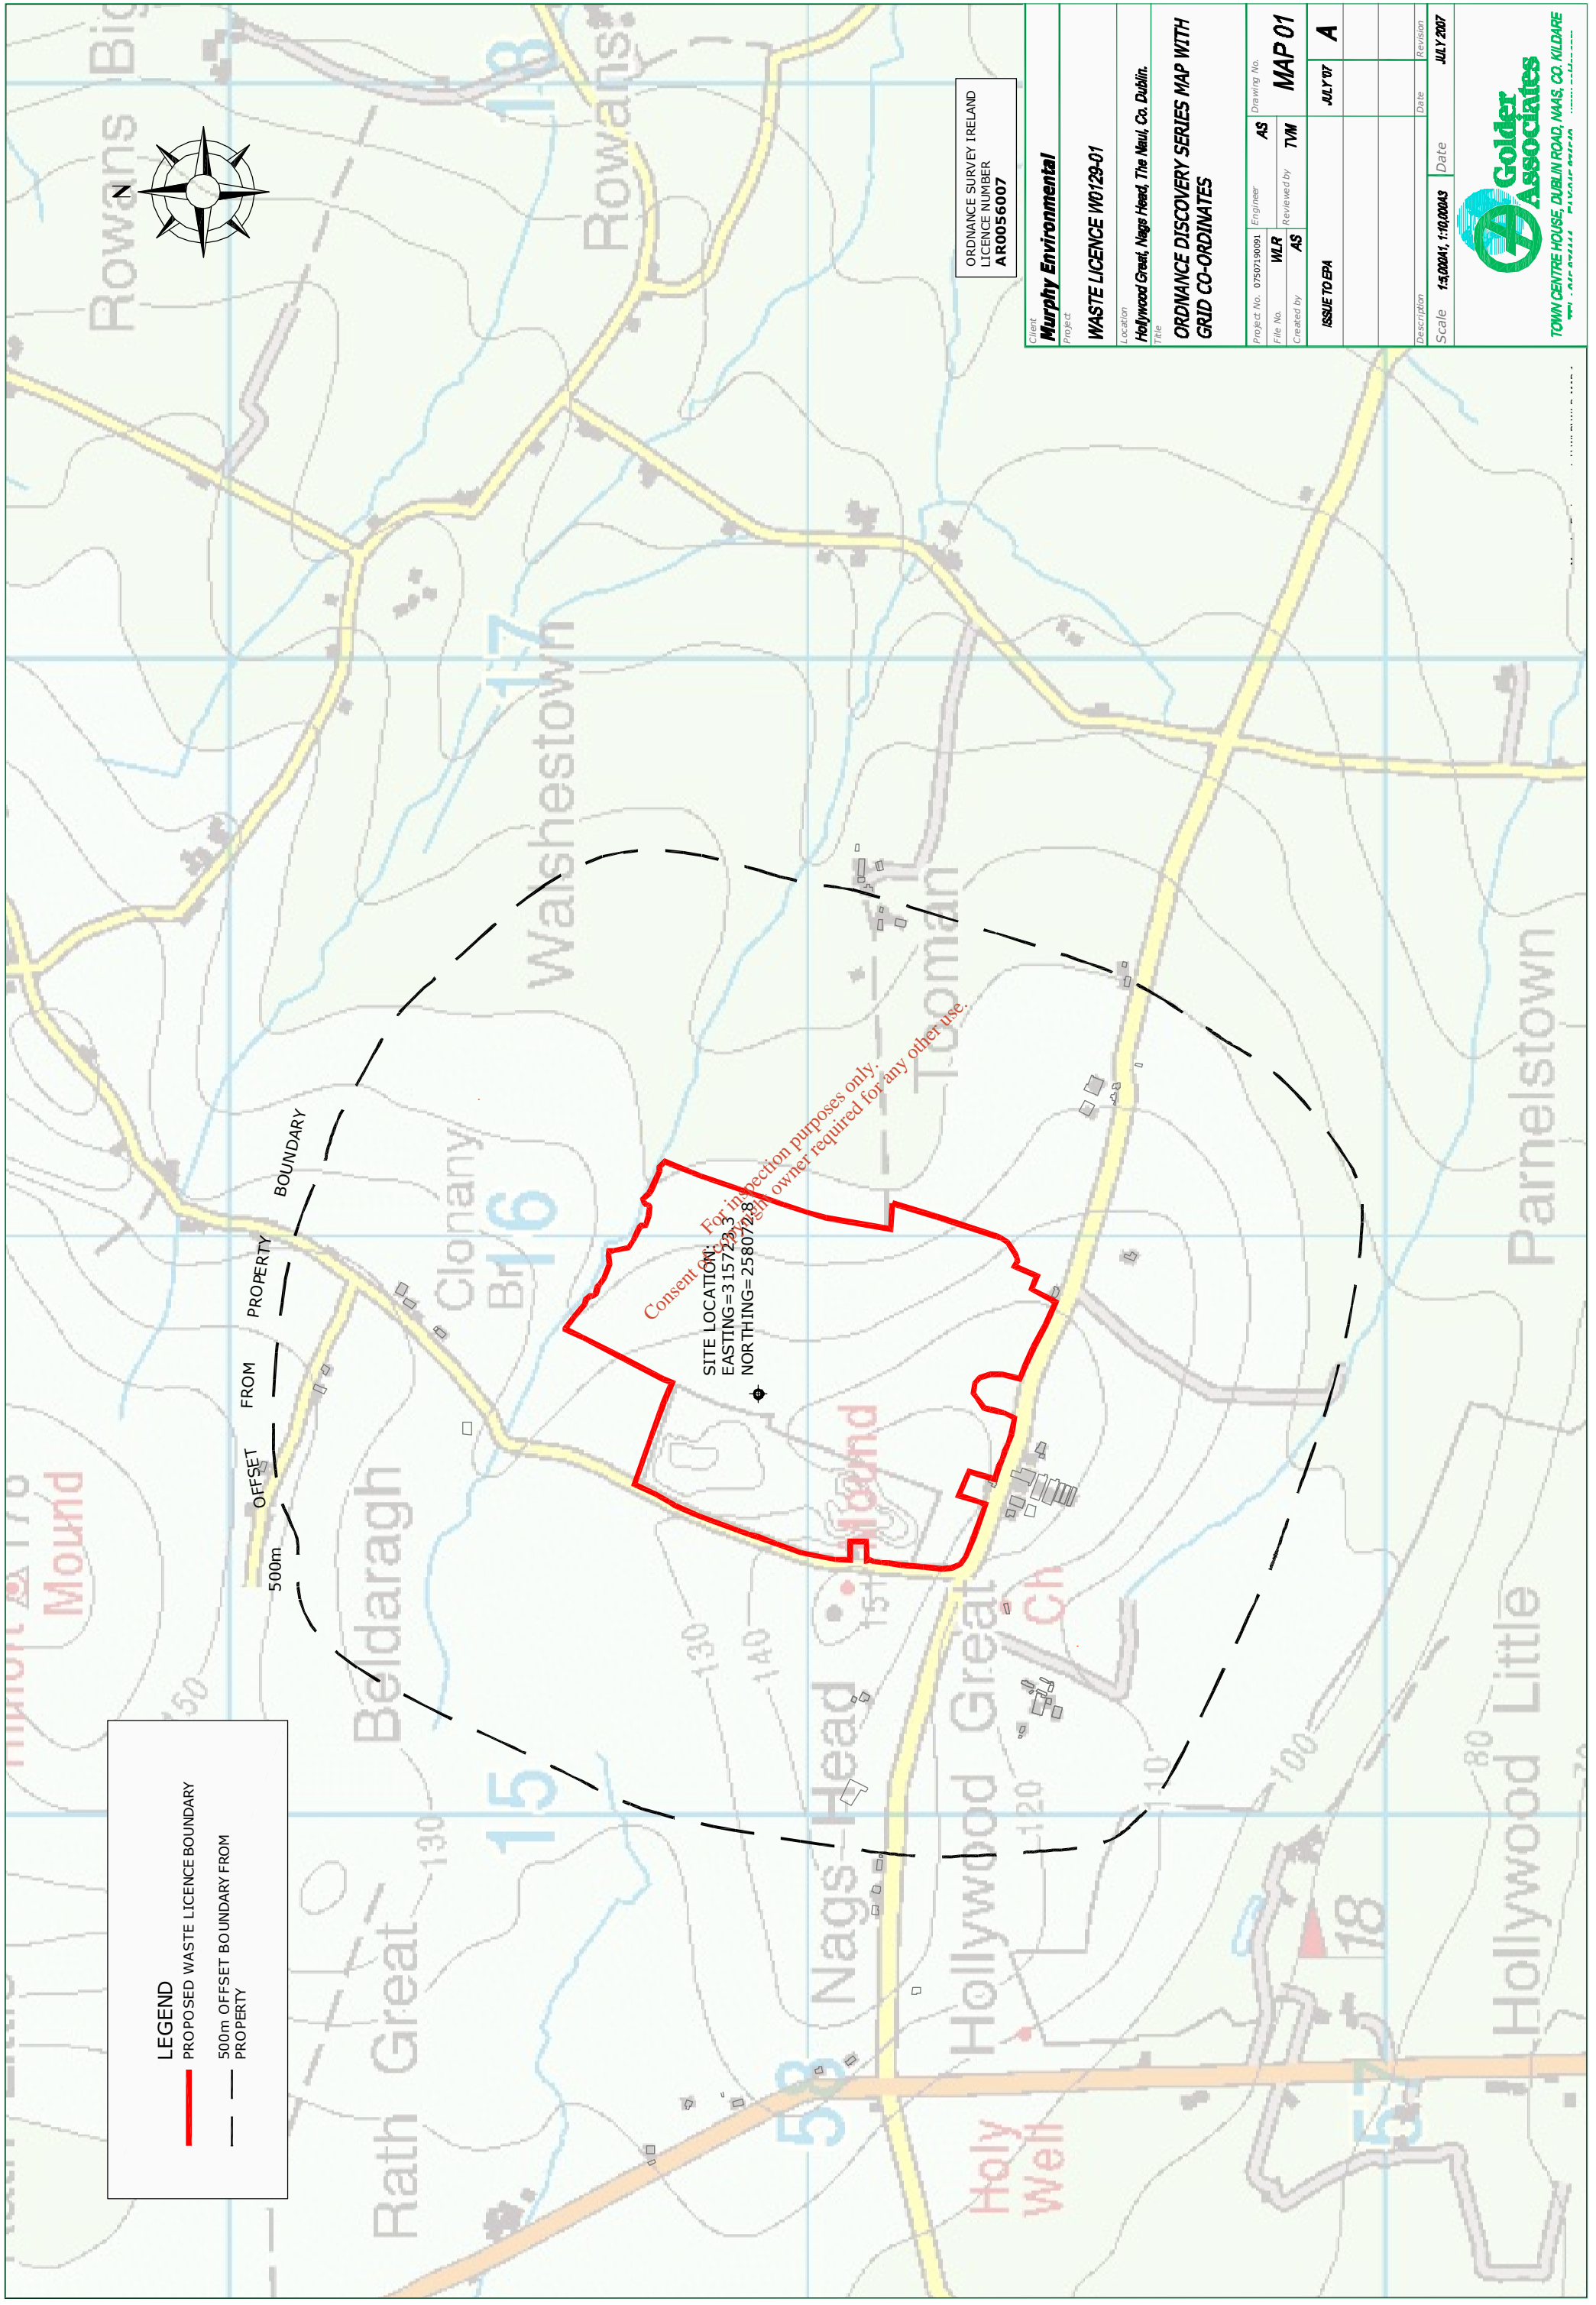 LEGEND
PROPOSED WASTE LICENCE BOUNDARY
500m OFFSET BOUNDARY FROM
PROPERTY
N
Rowans Big
Rowans
18
17
16
15
58
57
Walshestown
Clonany
Br
Beldaragh
Mound
150
130
Rath Great
500m OFFSET FROM PROPERTY BOUNDARY
SITE LOCATION:
EASTING=315723.3
NORTHING=258072.8
For inspection purposes only.
Consent of copyright owner required for any other use.
Tooman
Mound
151
130
140
Nags Head
Hollywood Great
Ch
120
110
100
80
18
Holy
Well
Parnelstown
Hollywood Little
ORDNANCE SURVEY IRELAND
LICENCE NUMBER
AR0056007
Client
Murphy Environmental
Project
WASTE LICENCE W0129-01
Location
Hollywood Great, Nags Head, The Naul, Co. Dublin.
Title
ORDNANCE DISCOVERY SERIES MAP WITH
GRID CO-ORDINATES
Project No. 07507190091
Engineer AS
Drawing No.
MAP 01
File No. WLR
Reviewed by TVM
Created by AS
ISSUE TO EPA JULY'07 A
Description Date Revision
Scale 1:5,000A1, 1:10,000A3 Date JULY 2007
Golder
Associates
TOWN CENTRE HOUSE, DUBLIN ROAD, NAAS, CO. KILDARE